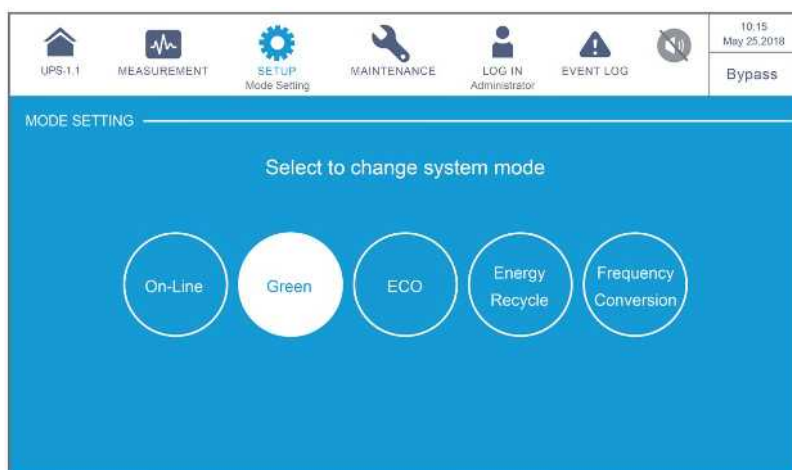 UPS-1.1
MEASUREMENT
SETUP
Mode Setting
MAINTENANCE
LOG IN
Administrator
EVENT LOG
10:15
May 25.2018
Bypass
MODE SETTING
Select to change system mode
On-Line
Green
ECO
Energy
Recycle
Frequency
Conversion